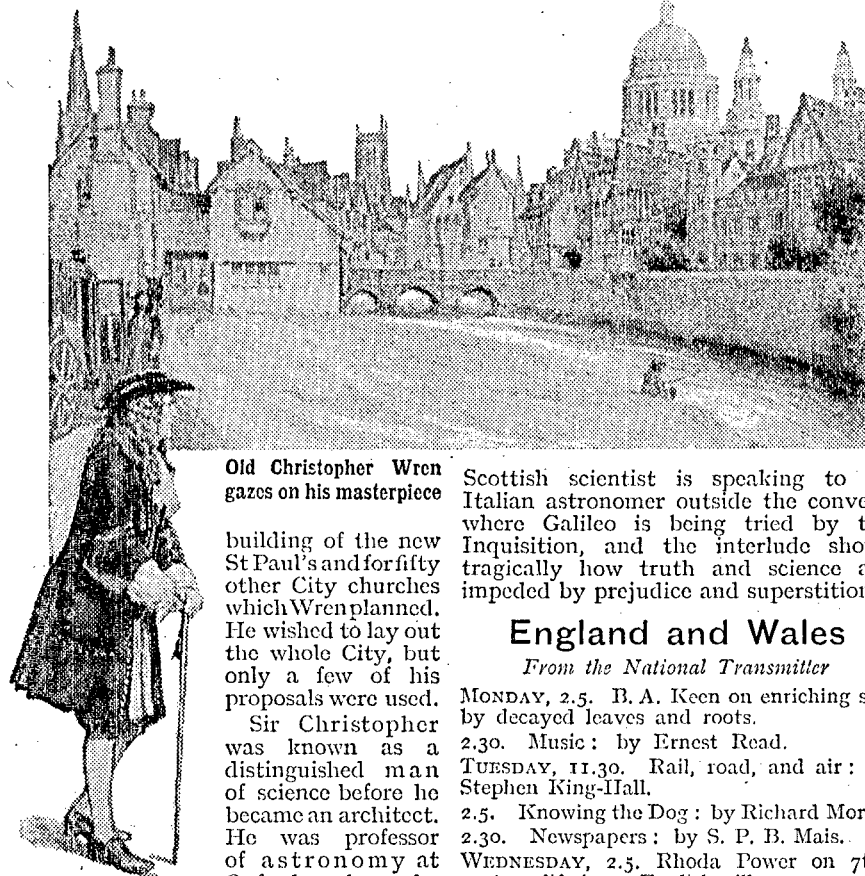 Old Christopher Wren
gazes on his masterpiece
building of the new
St Paul's and for fifty
other City churches
which Wren planned.
He wished to lay out
the whole City, but
only a few of his
proposals were used.
Sir Christopher
was known as a
distinguished man
of science before he
became an architect.
He was professor
of astronomy at
Scottish scientist is speaking to
Italian astronomer outside the
where Galileo is being tried by
Inquisition, and the interlude
tragically how truth and science
impeded by prejudice and superstition
England and Wales
From the National Transmitter
MONDAY, 2.5. B. A. Keen on enriching
by decayed leaves and roots.
2.30. Music : by Ernest Read.
TUESDAY, 11.30. Rail, road, and air :
Stephen King-Hall.
2.5. Knowing the Dog : by Richard
2.30. Newspapers : by S. P. B. Mais.
WEDNESDAY, 2.5. Rhoda Power on